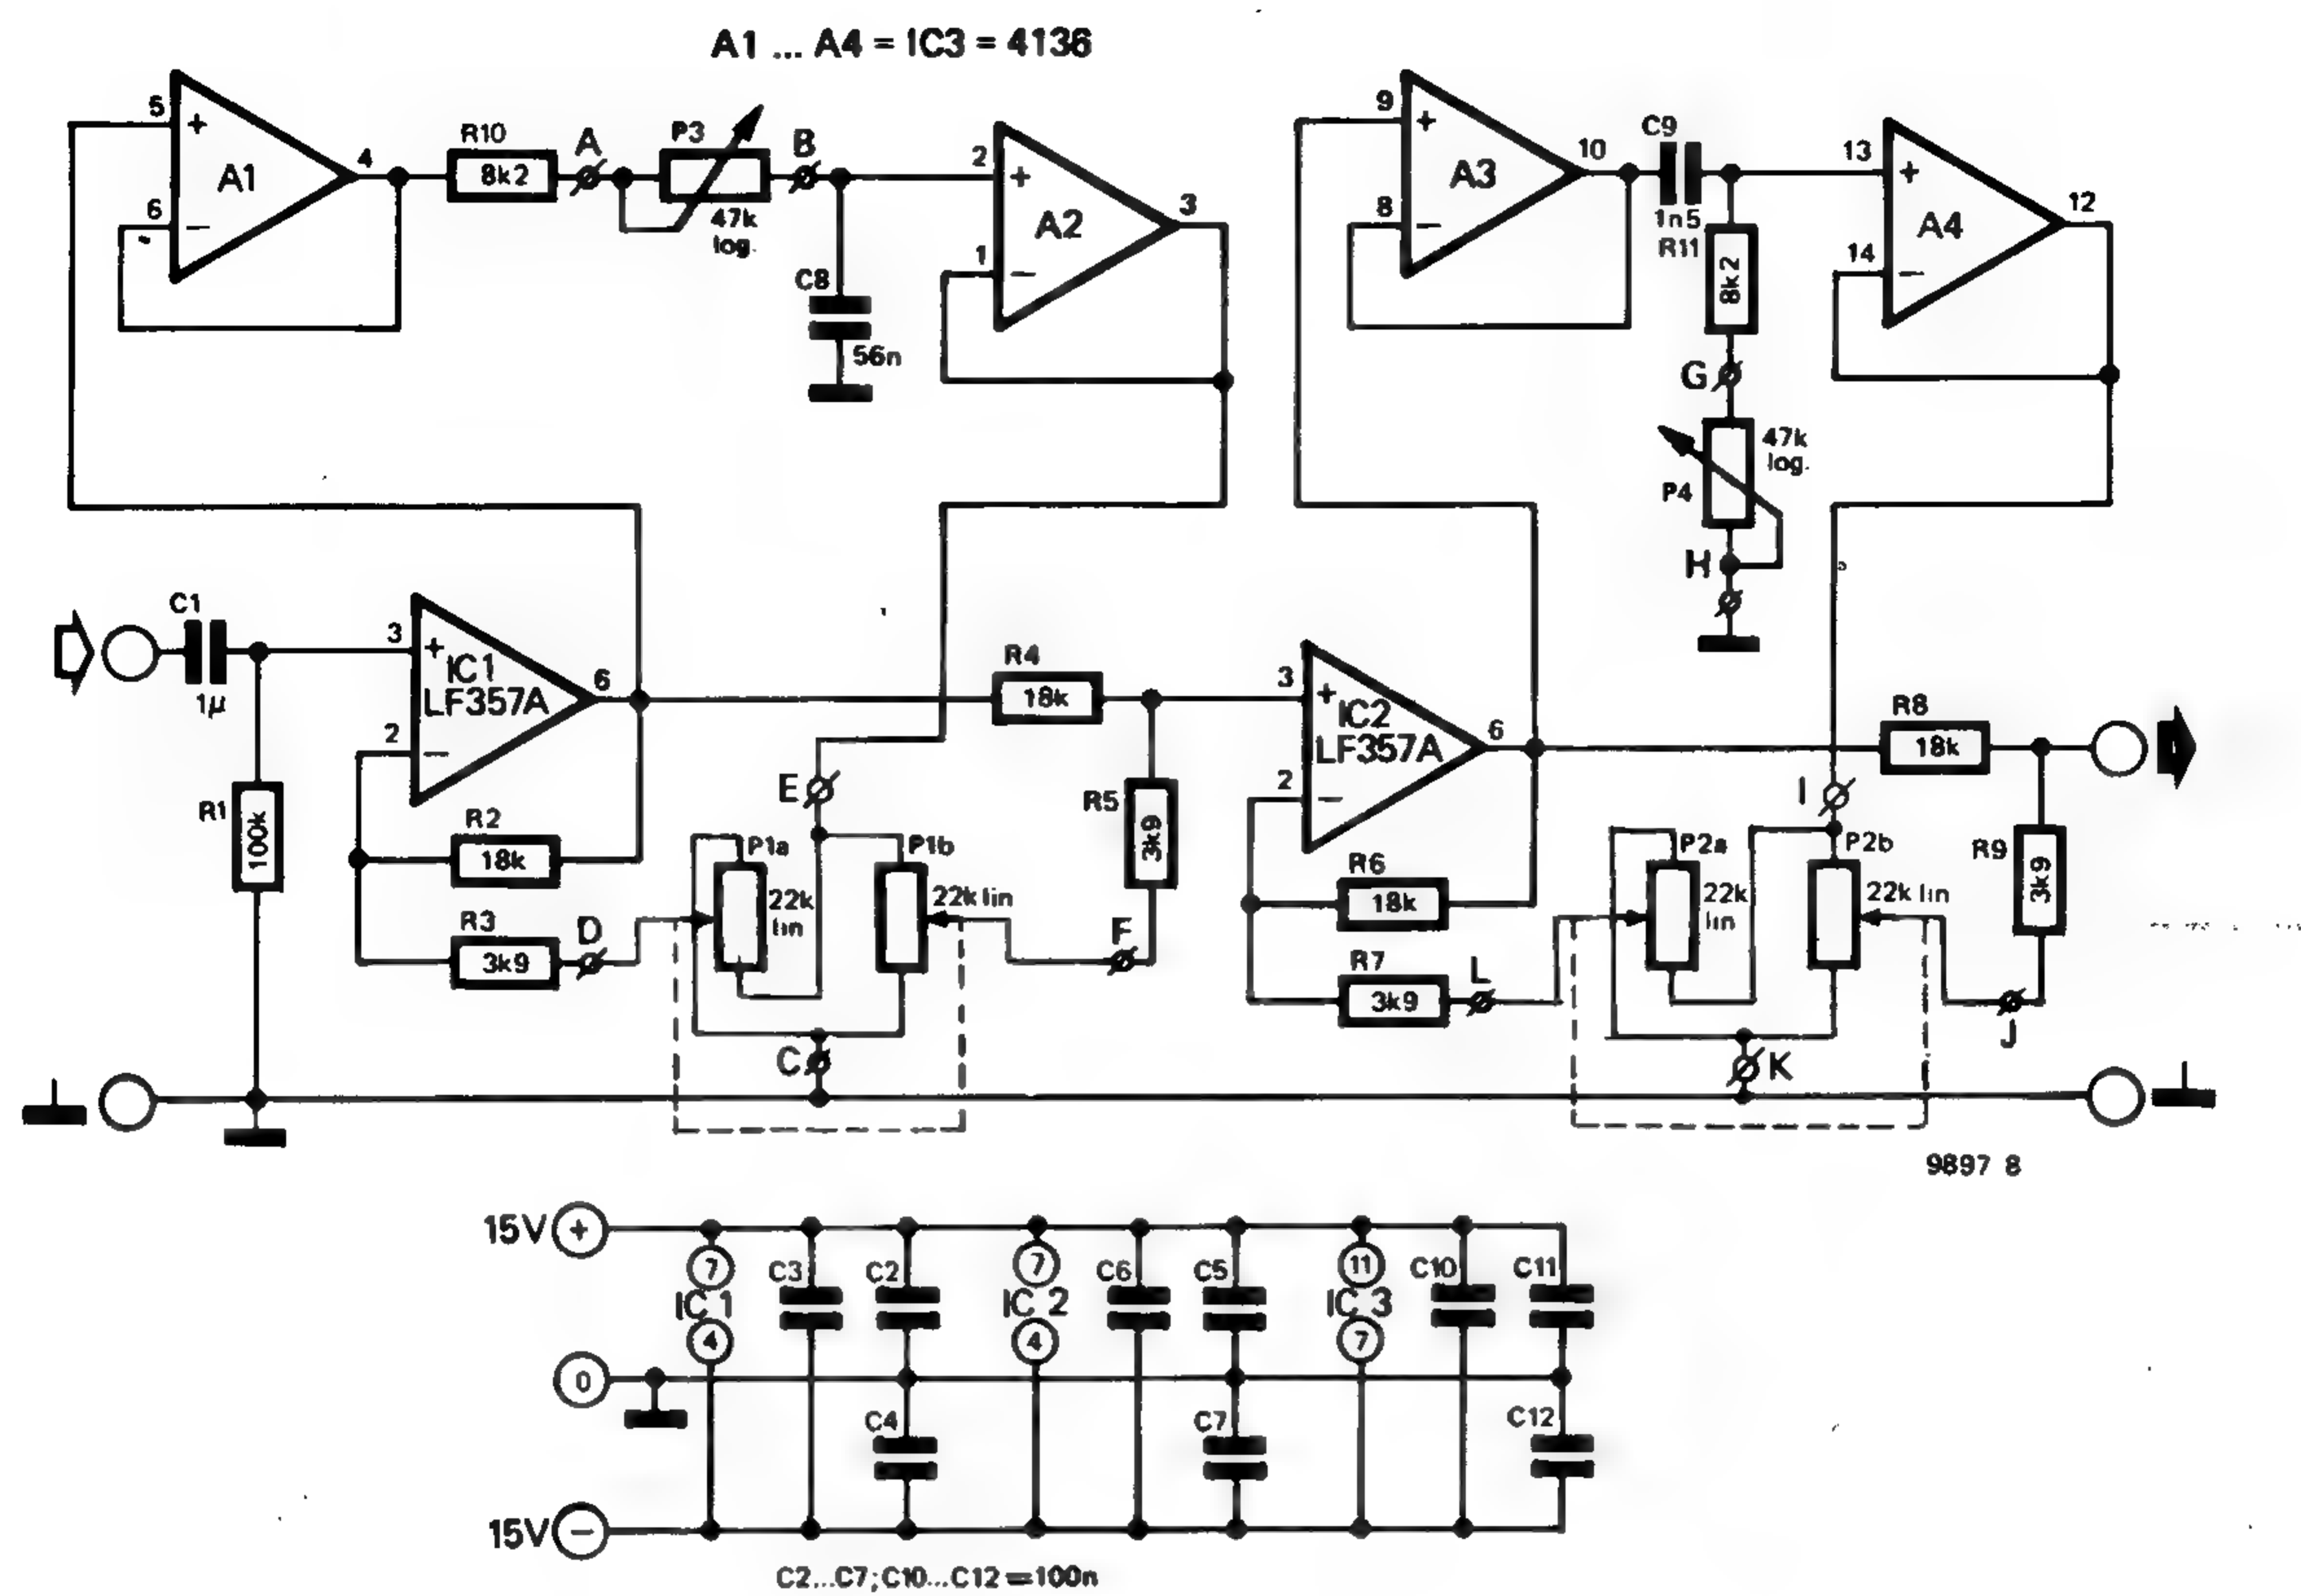 A1 ... A4 = IC3 = 4136
5
+
A1
4
6
−
R10
8k2
A
P3
47k
log.
B
C8
56n
2
+
A2
3
1
−
9
+
A3
10
8
−
C9
1n5
R11
8k2
G
47k
log.
P4
H
13
+
A4
12
14
−
C1
1µ
R1
100k
3
+
IC1
LF357A
6
2
−
R2
18k
R3
3k9
D
E
P1a
22k
lin
P1b
22k lin
C
R4
18k
R5
3k9
F
3
+
IC2
LF357A
6
2
−
R6
18k
R7
3k9
L
I
P2a
22k
lin
P2b
22k lin
K
R8
18k
R9
3k9
J
9897 8
15V +
7
IC 1
4
C3
C2
7
IC 2
4
C6
C5
11
IC 3
7
C10
C11
0
C4
C7
C12
15V −
C2...C7;C10...C12=100n